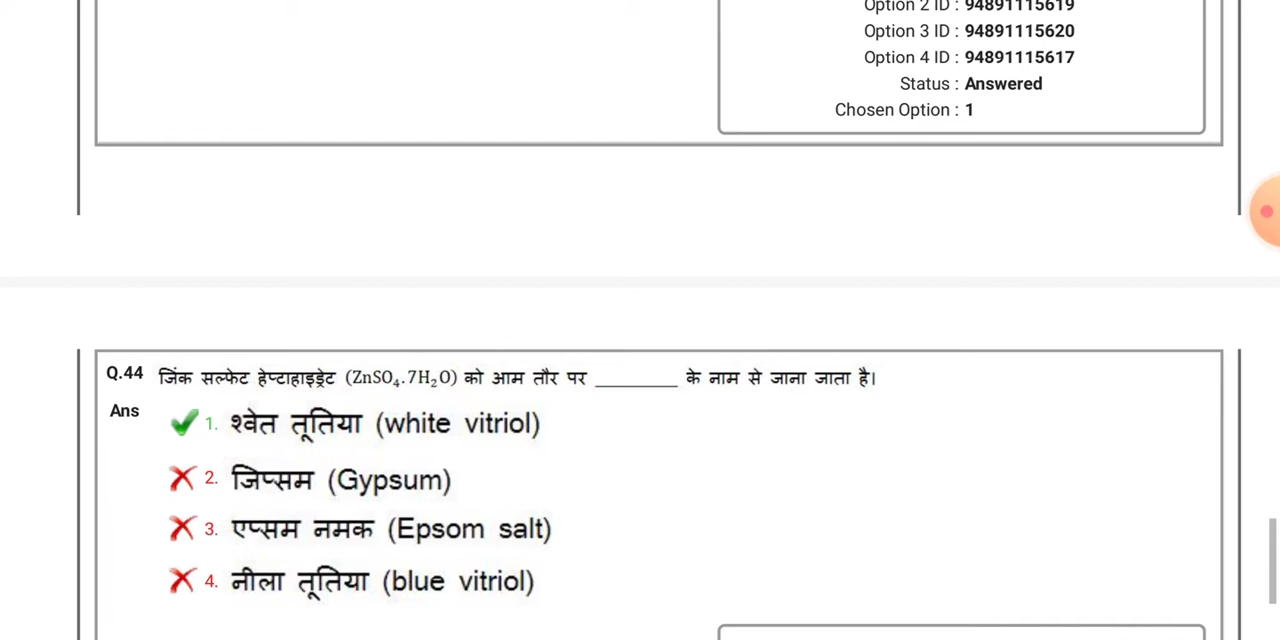 Option 2 ID : 94891115619
Option 3 ID : 94891115620
Option 4 ID : 94891115617
Status : Answered
Chosen Option : 1
Q.44 जिंक सल्फेट हेप्टाहाइड्रेट (ZnSO₄.7H₂O) को आम तौर पर ________ के नाम से जाना जाता है।
Ans
1. श्वेत तूतिया (white vitriol)
2. जिप्सम (Gypsum)
3. एप्सम नमक (Epsom salt)
4. नीला तूतिया (blue vitriol)